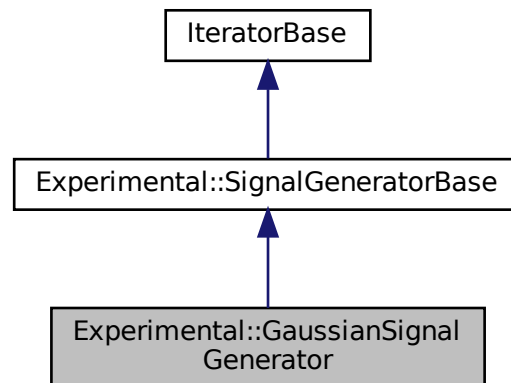 IteratorBase
Experimental::SignalGeneratorBase
Experimental::GaussianSignal
Generator